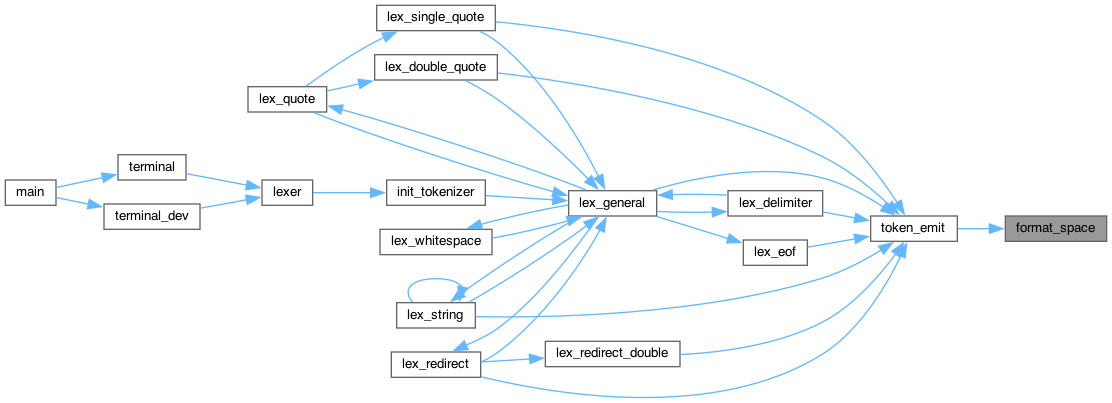 lex_single_quote
lex_double_quote
lex_quote
terminal
main
lexer
init_tokenizer
lex_general
lex_delimiter
terminal_dev
token_emit
format_space
lex_whitespace
lex_eof
lex_string
lex_redirect_double
lex_redirect